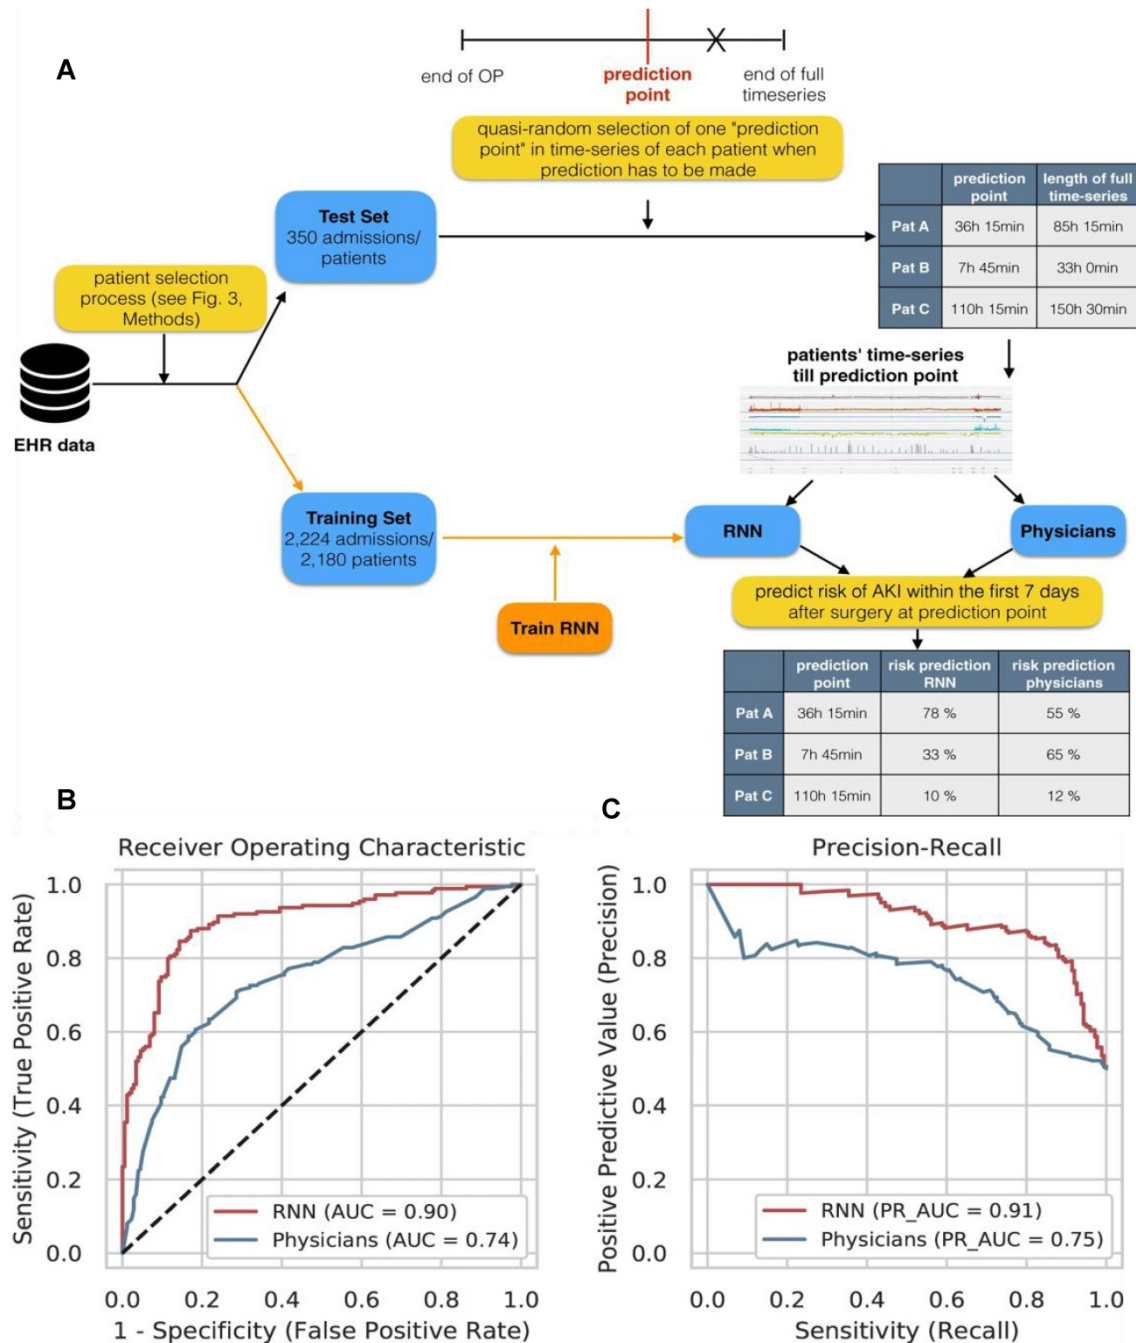 A
end of OP
prediction
point
end of full
timeseries
quasi-random selection of one "prediction
point" in time-series of each patient when
prediction has to be made
Test Set
350 admissions/
patients
patient selection
process (see Fig. 3,
Methods)
EHR data
prediction
point
length of full
time-series
Pat A 36h 15min 85h 15min
Pat B 7h 45min 33h 0min
Pat C 110h 15min 150h 30min
patients' time-series
till prediction point
Training Set
2,224 admissions/
2,180 patients
Train RNN
RNN
Physicians
predict risk of AKI within the first 7 days
after surgery at prediction point
prediction
point
risk prediction
RNN
risk prediction
physicians
Pat A 36h 15min 78 % 55 %
Pat B 7h 45min 33 % 65 %
Pat C 110h 15min 10 % 12 %
B
Receiver Operating Characteristic
Sensitivity (True Positive Rate)
1.0
0.8
0.6
0.4
0.2
0.0
RNN (AUC = 0.90)
Physicians (AUC = 0.74)
0.0 0.2 0.4 0.6 0.8 1.0
1 - Specificity (False Positive Rate)
C
Precision-Recall
Positive Predictive Value (Precision)
1.0
0.8
0.6
0.4
0.2
0.0
RNN (PR_AUC = 0.91)
Physicians (PR_AUC = 0.75)
0.0 0.2 0.4 0.6 0.8 1.0
Sensitivity (Recall)